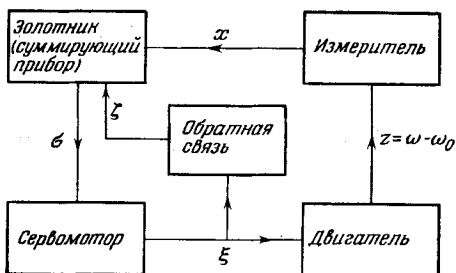 Золотник
(суммирующий
прибор)
x
Измеритель
ζ
Обратная
связь
σ
z=ω-ω₀
Сервомотор
ξ
Двигатель